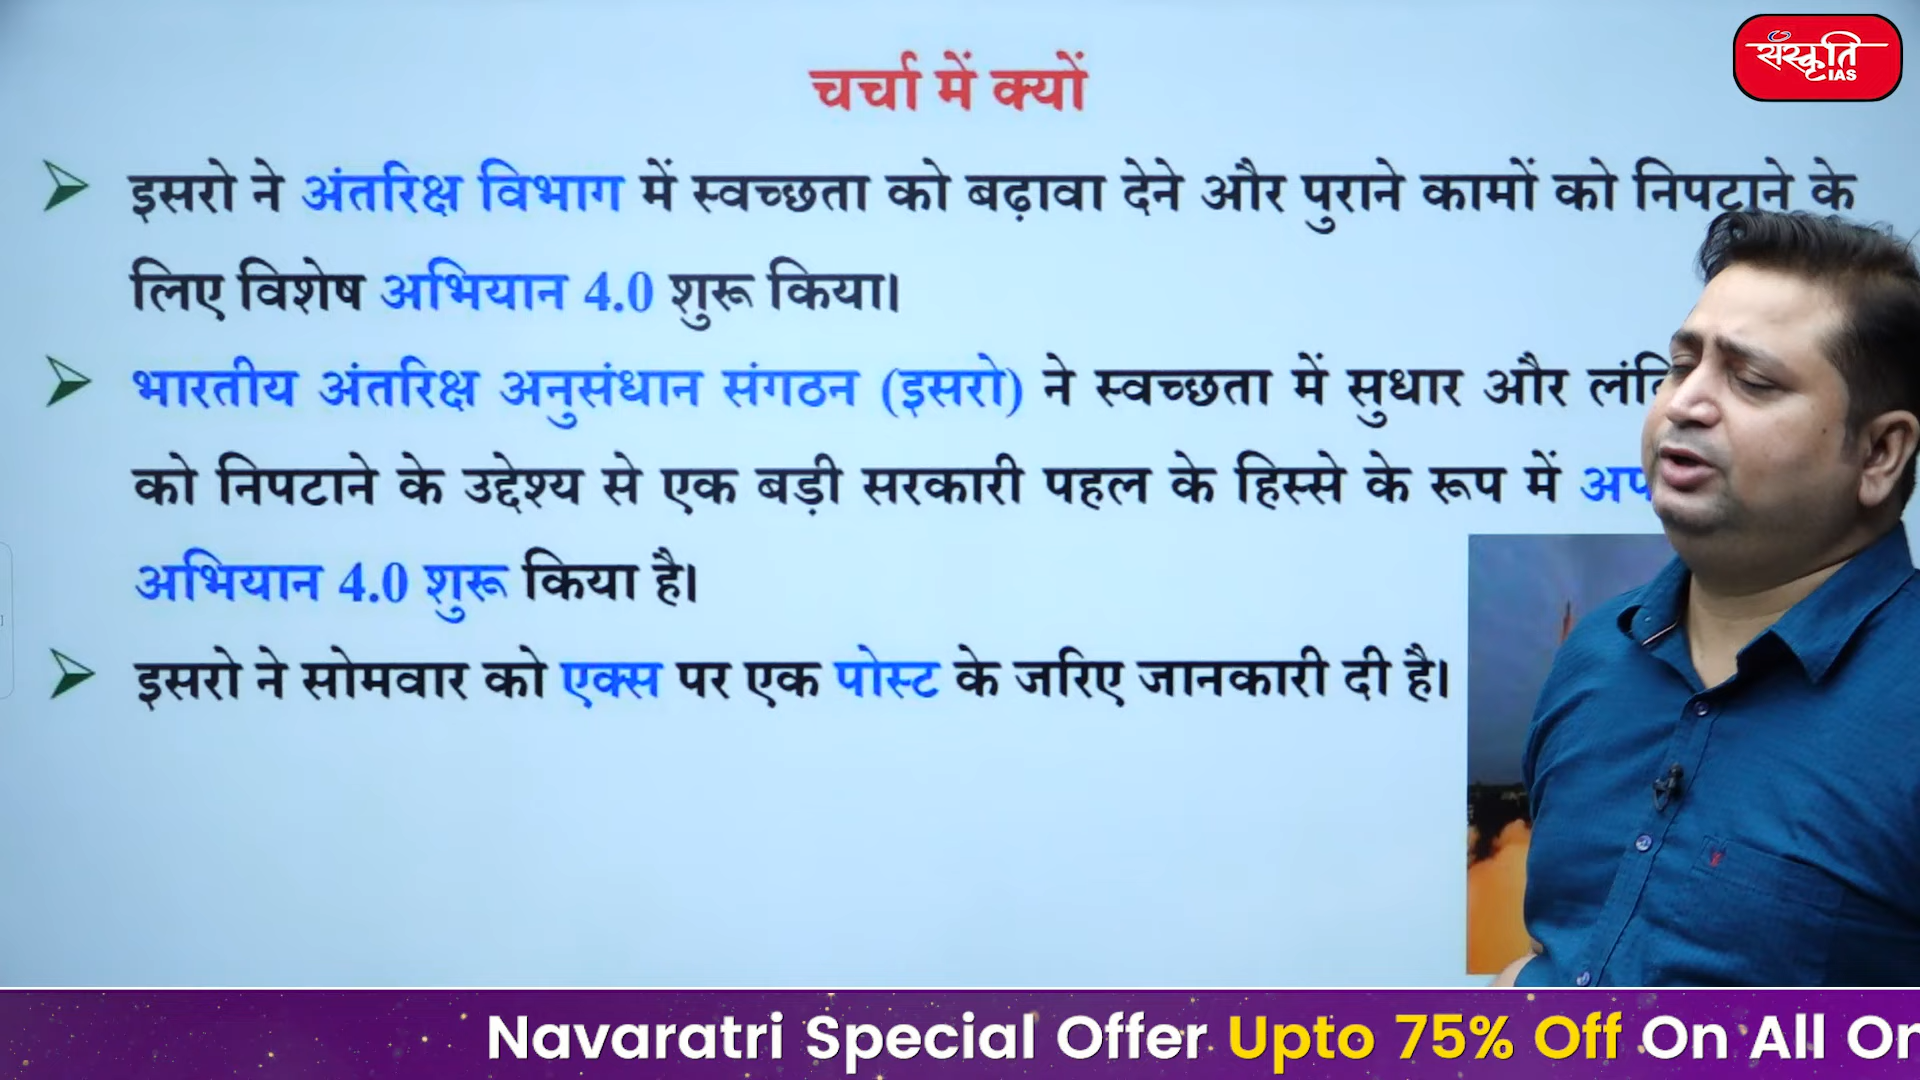 संस्कृति
IAS
चर्चा में क्यों
इसरो ने अंतरिक्ष विभाग में स्वच्छता को बढ़ावा देने और पुराने कामों को निपटाने के
लिए विशेष अभियान 4.0 शुरू किया।
भारतीय अंतरिक्ष अनुसंधान संगठन (इसरो) ने स्वच्छता में सुधार और
को निपटाने के उद्देश्य से एक बड़ी सरकारी पहल के हिस्से के रूप में
अभियान 4.0 शुरू किया है।
इसरो ने सोमवार को एक्स पर एक पोस्ट के जरिए जानकारी दी है।
Navaratri Special Offer Upto 75% Off On All